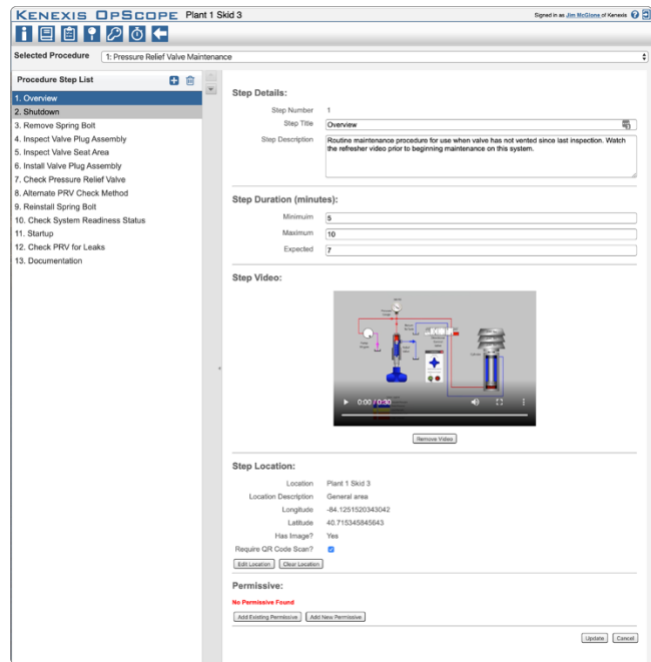 KENEXIS OPSCOPE Plant 1 Skid 3
Signed in as Jim McGlone of Kenexis
Selected Procedure 1: Pressure Relief Valve Maintenance
Procedure Step List
1. Overview
2. Shutdown
3. Remove Spring Bolt
4. Inspect Valve Plug Assembly
5. Inspect Valve Seat Area
6. Install Valve Plug Assembly
7. Check Pressure Relief Valve
8. Alternate PRV Check Method
9. Reinstall Spring Bolt
10. Check System Readiness Status
11. Startup
12. Check PRV for Leaks
13. Documentation
Step Details:
Step Number 1
Step Title Overview
Step Description Routine maintenance procedure for use when valve has not vented since last inspection. Watch
the refresher video prior to beginning maintenance on this system.
Step Duration (minutes):
Minimuim 5
Maximum 10
Expected 7
Step Video:
0:00 / 0:30
Remove Video
Step Location:
Location Plant 1 Skid 3
Location Description General area
Longitude -84.1251520343042
Latitude 40.715345845643
Has Image? Yes
Require QR Code Scan?
Edit Location Clear Location
Permissive:
No Permissive Found
Add Existing Permissive Add New Permissive
Update Cancel